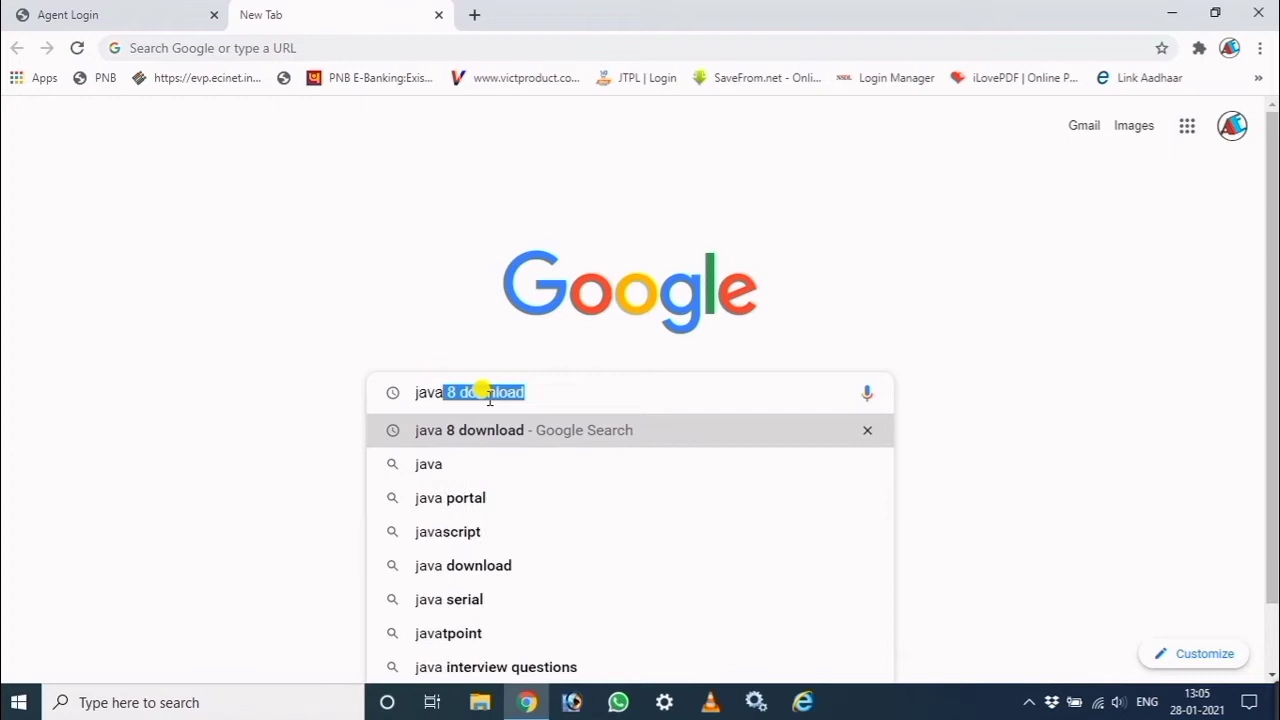 Agent Login
New Tab
Search Google or type a URL
Apps PNB https://evp.ecinet.in... PNB E-Banking:Exis... www.victproduct.co... JTPL | Login SaveFrom.net - Onli... NSDL Login Manager iLovePDF | Online P... Link Aadhaar »
Gmail Images
Google
java 8 download
java 8 download - Google Search
java
java portal
javascript
java download
java serial
javatpoint
java interview questions
Customize
Type here to search
ENG
13:05
28-01-2021